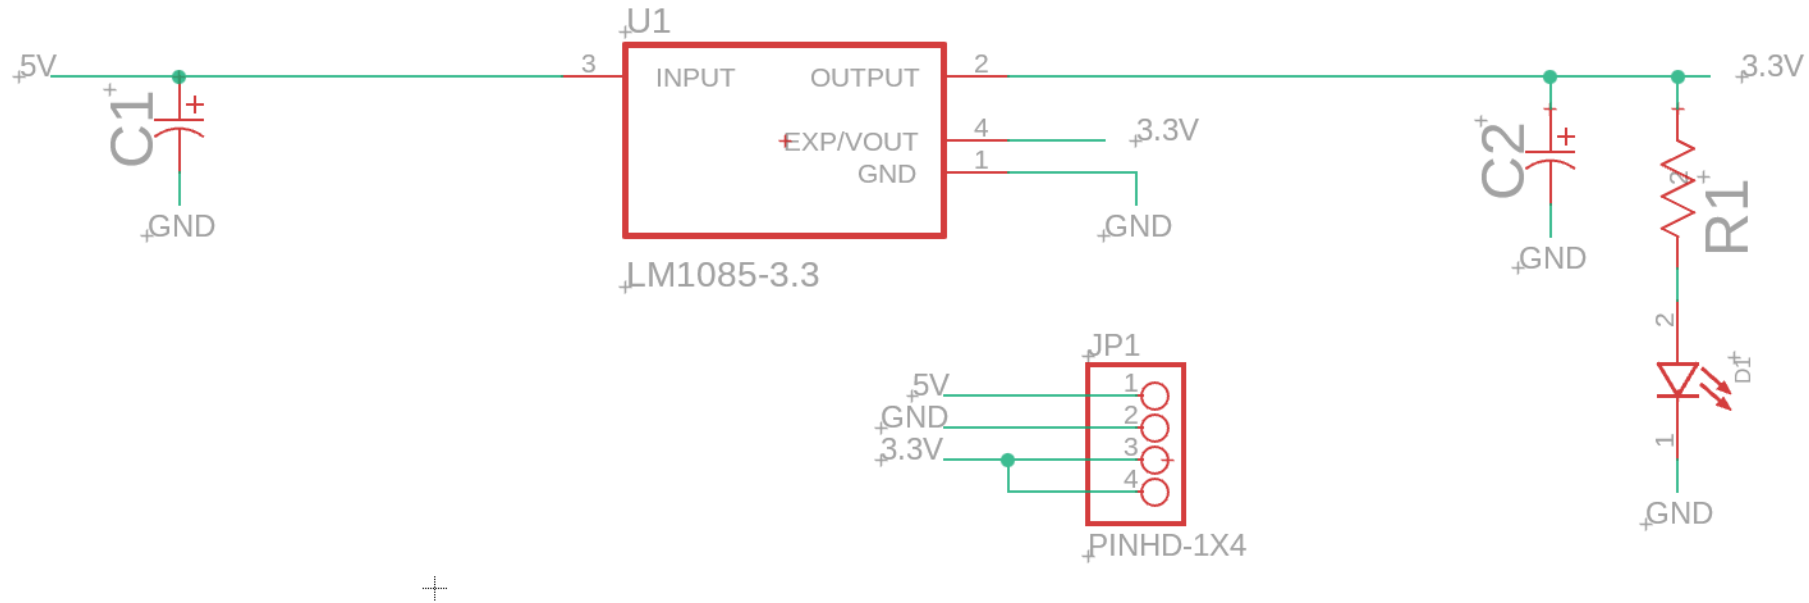 U1
5V
3
INPUT
OUTPUT
2
3.3V
C1
EXP/VOUT
4
3.3V
GND
1
C2
2
R1
GND
GND
GND
LM1085-3.3
2
JP1
D1
5V
1
GND
2
3.3V
3
4
1
GND
PINHD-1X4